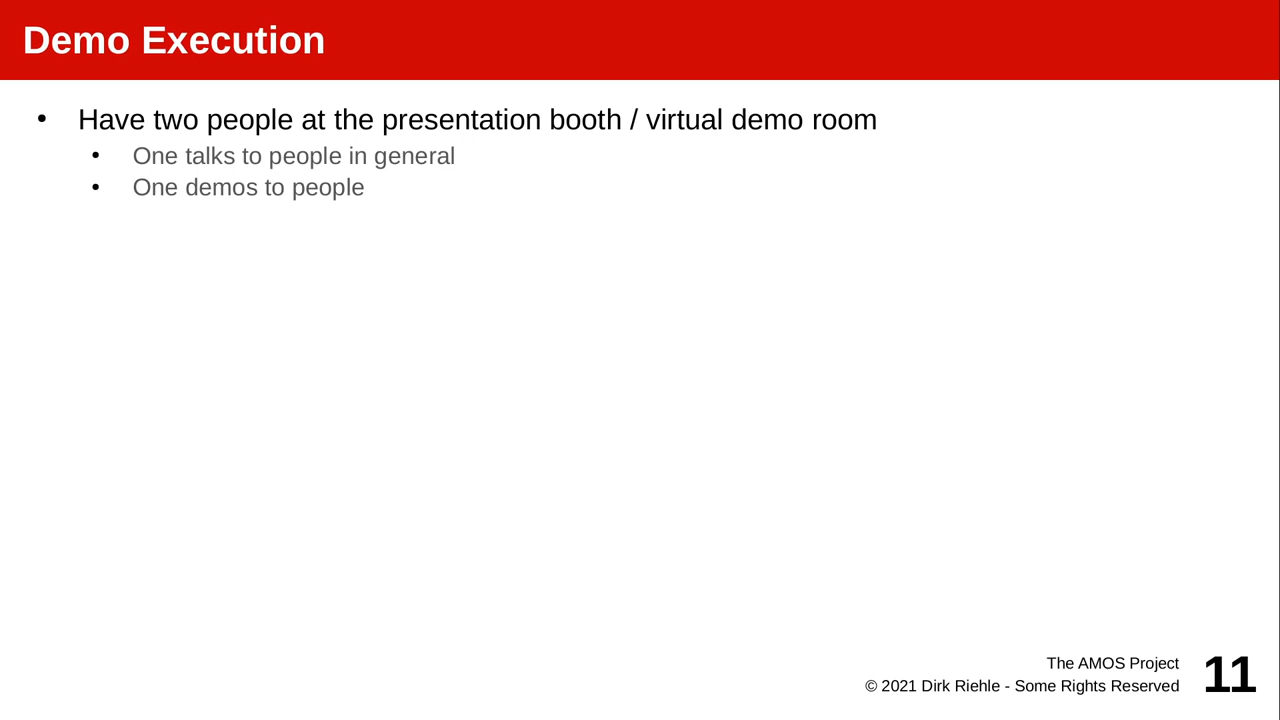 Demo Execution
• Have two people at the presentation booth / virtual demo room
• One talks to people in general
• One demos to people
The AMOS Project
© 2021 Dirk Riehle - Some Rights Reserved
11